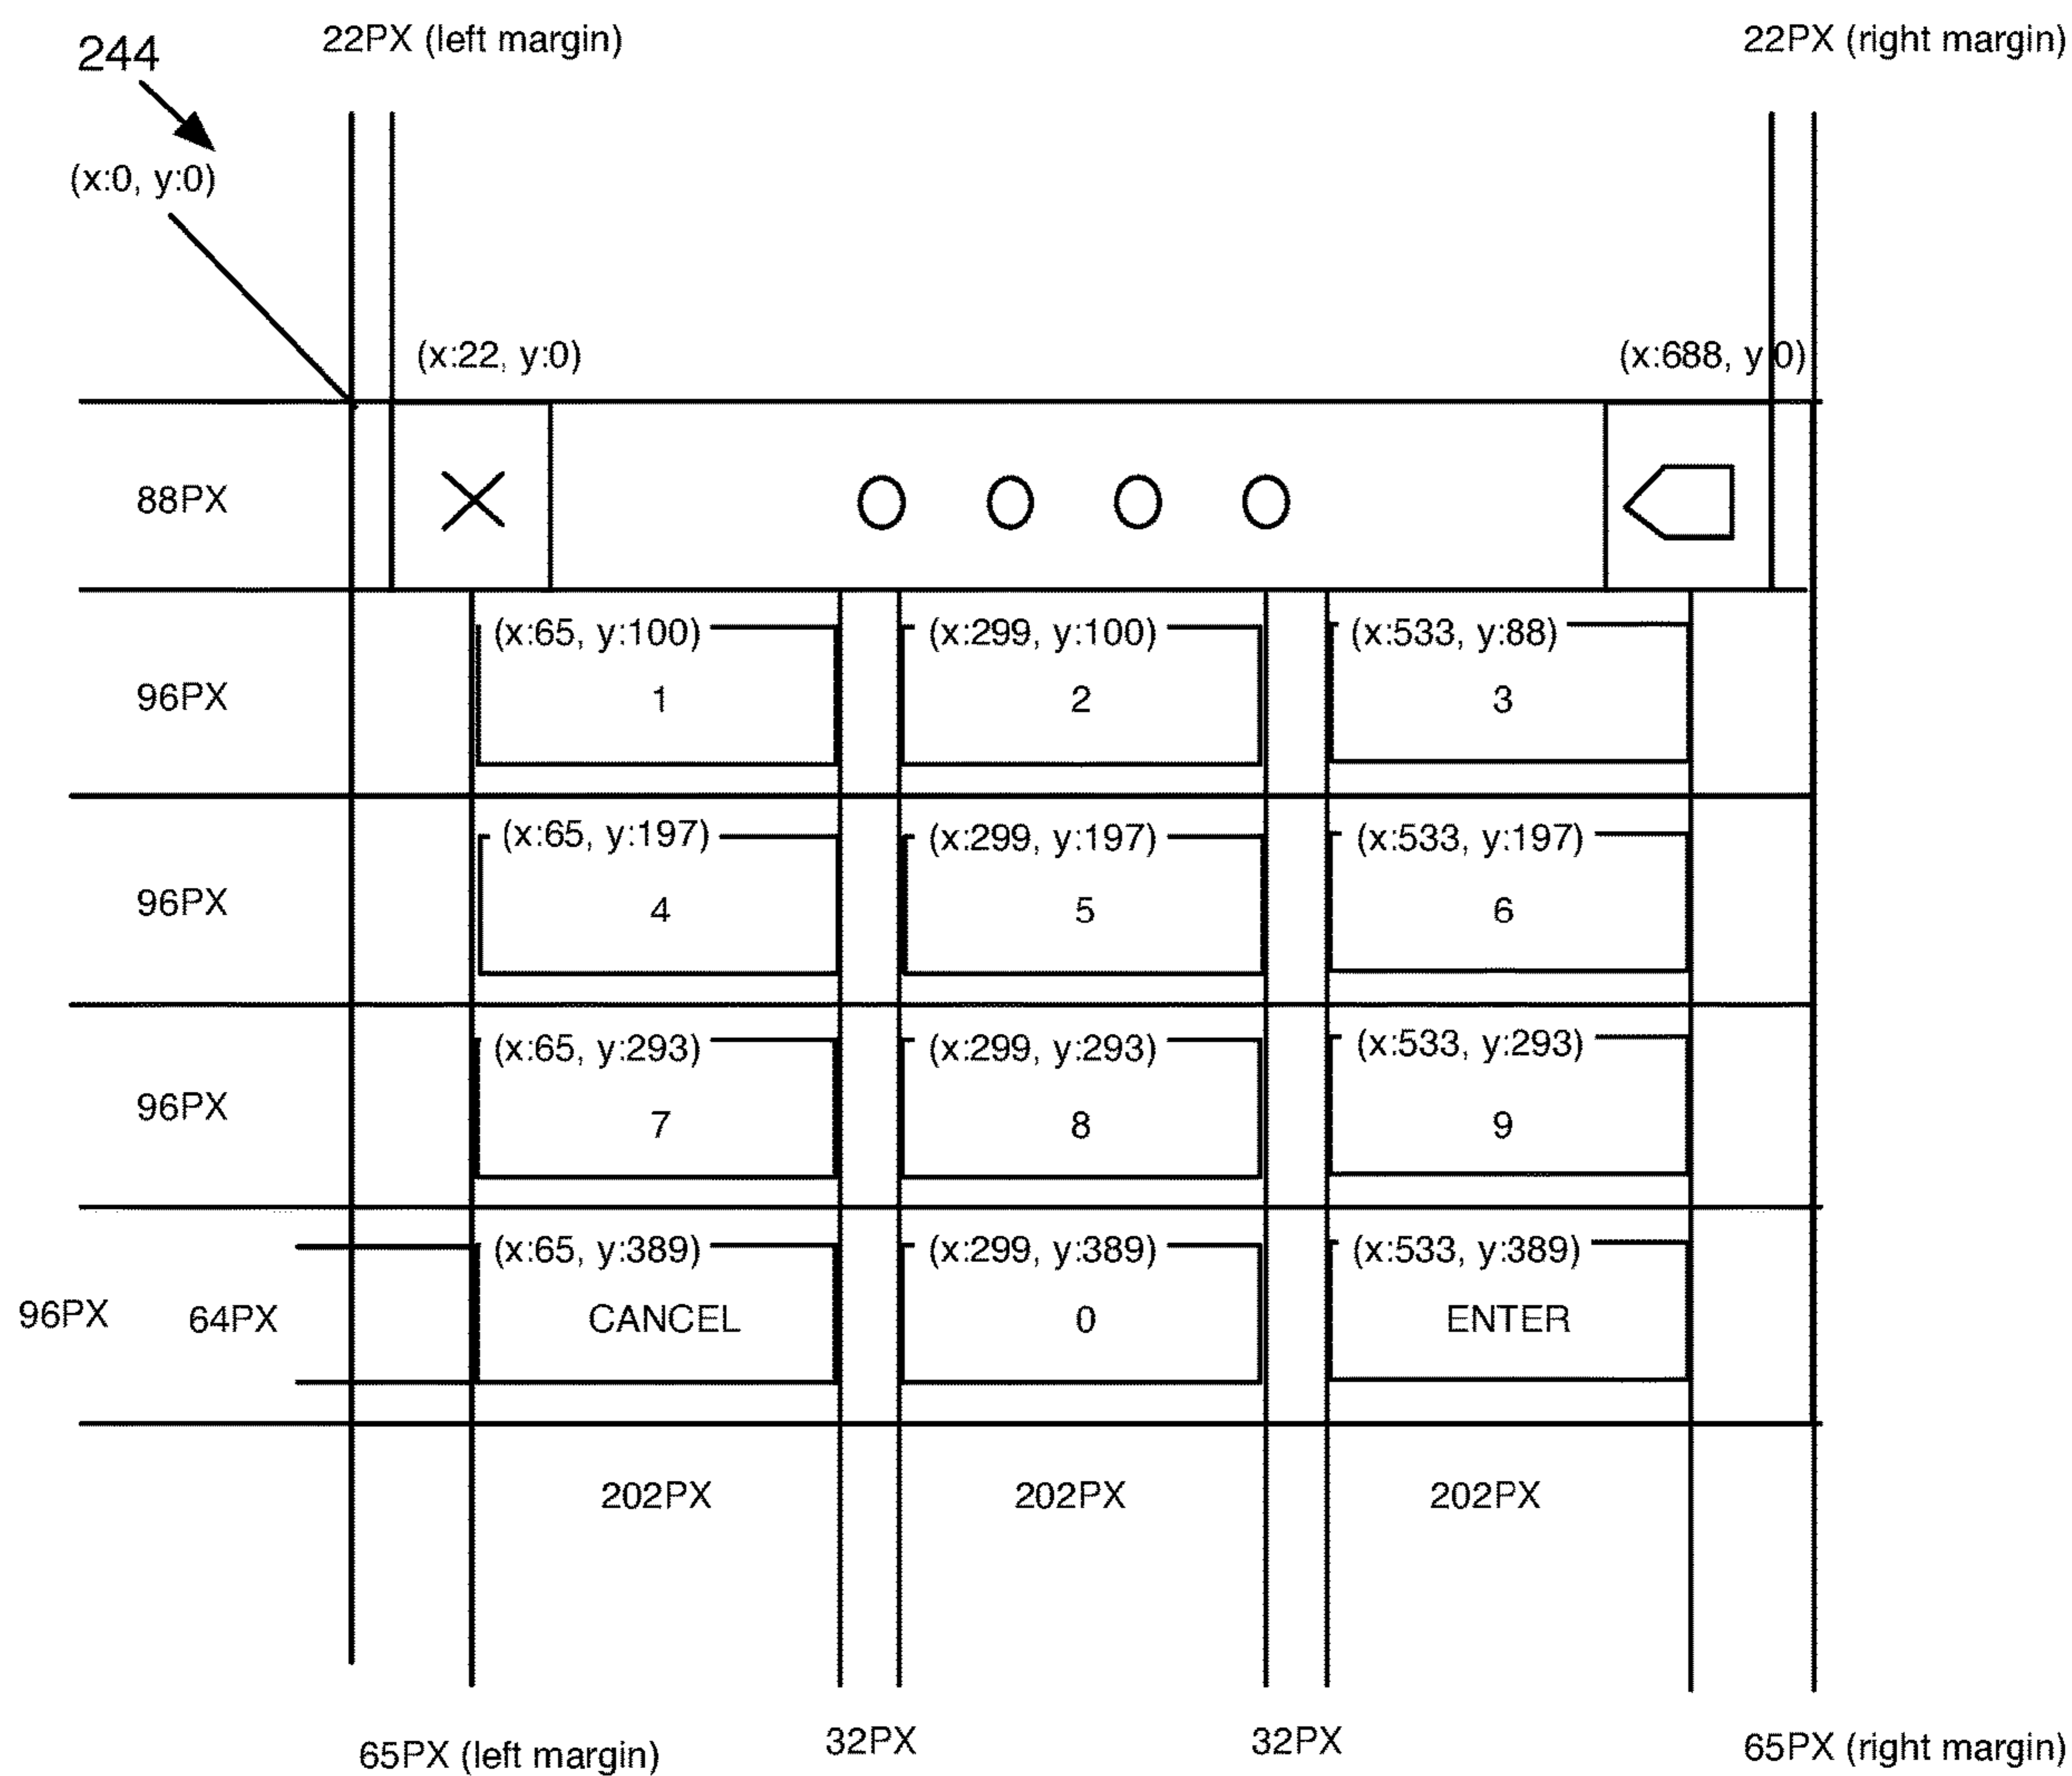 244
22PX (left margin)
22PX (right margin)
(x:0, y:0)
(x:22, y:0)
(x:688, y:0)
88PX
(x:65, y:100)
(x:299, y:100)
(x:533, y:88)
96PX
1
2
3
(x:65, y:197)
(x:299, y:197)
(x:533, y:197)
96PX
4
5
6
(x:65, y:293)
(x:299, y:293)
(x:533, y:293)
96PX
7
8
9
(x:65, y:389)
(x:299, y:389)
(x:533, y:389)
96PX
64PX
CANCEL
0
ENTER
202PX
202PX
202PX
65PX (left margin)
32PX
32PX
65PX (right margin)